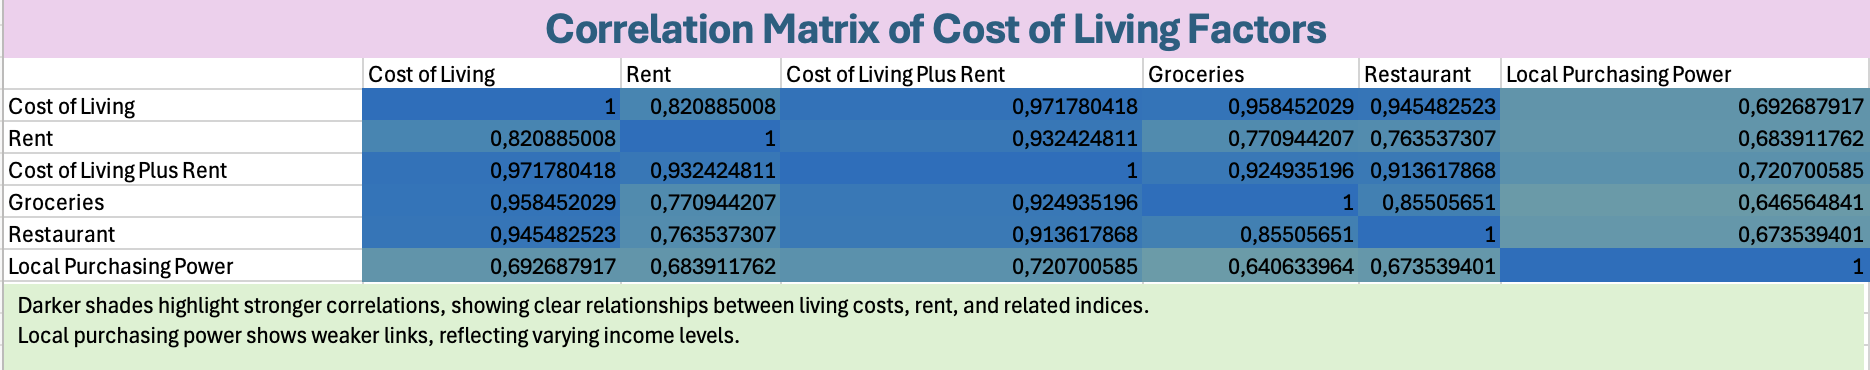 Correlation Matrix of Cost of Living Factors
Cost of Living Rent Cost of Living Plus Rent Groceries Restaurant Local Purchasing Power
Cost of Living 1 0,820885008 0,971780418 0,958452029 0,945482523 0,692687917
Rent 0,820885008 1 0,932424811 0,770944207 0,763537307 0,683911762
Cost of Living Plus Rent 0,971780418 0,932424811 1 0,924935196 0,913617868 0,720700585
Groceries 0,958452029 0,770944207 0,924935196 1 0,85505651 0,646564841
Restaurant 0,945482523 0,763537307 0,913617868 0,85505651 1 0,673539401
Local Purchasing Power 0,692687917 0,683911762 0,720700585 0,640633964 0,673539401 1
Darker shades highlight stronger correlations, showing clear relationships between living costs, rent, and related indices.
Local purchasing power shows weaker links, reflecting varying income levels.